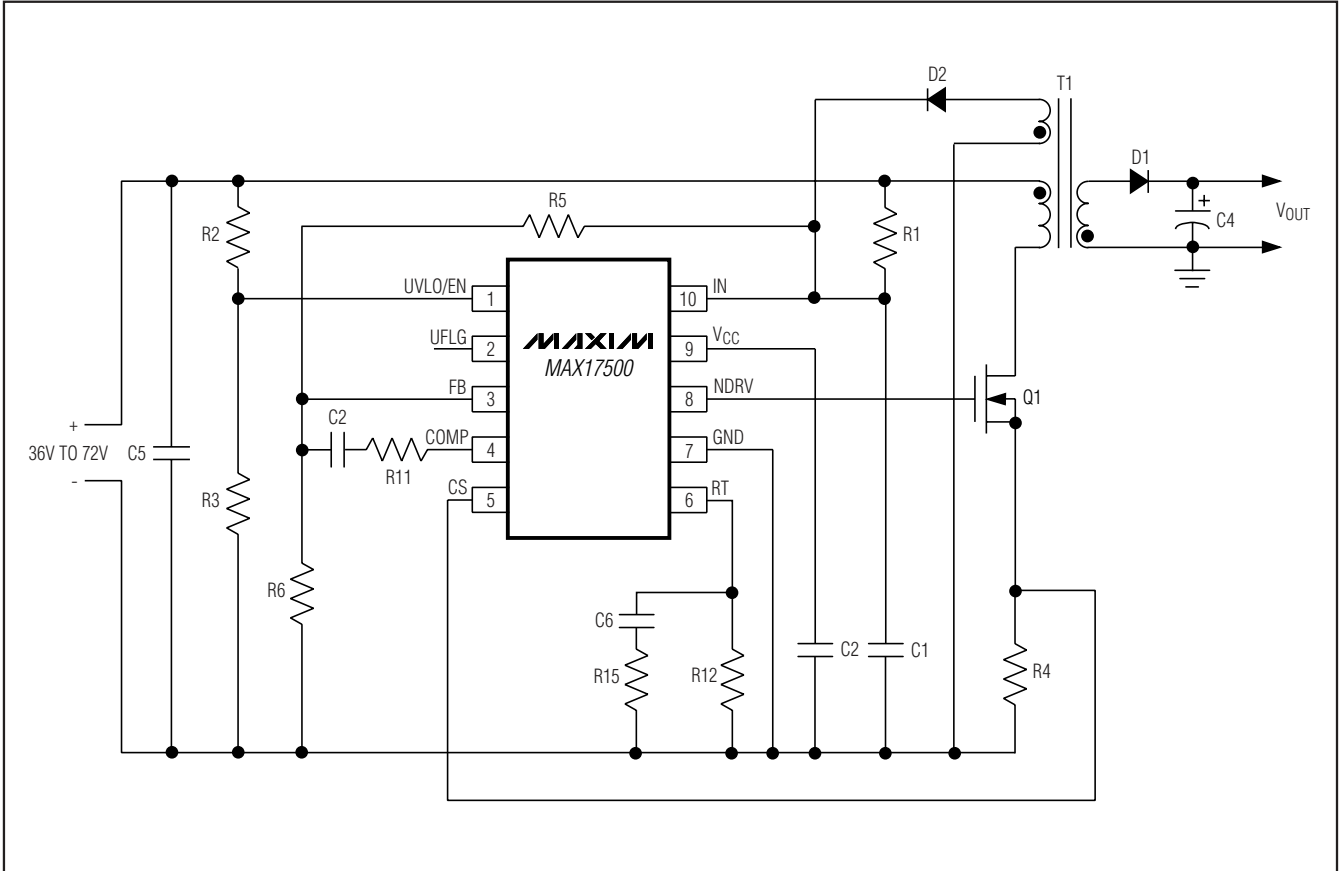 D2
T1
D1
R5
R2
R1
+
C4
VOUT
UVLO/EN
1
10
IN
UFLG
2
MAXIM
9
VCC
MAX17500
FB
3
8
NDRV
Q1
+
36V TO 72V
-
C5
C2
R11
COMP
4
7
GND
R3
CS
5
6
RT
R6
C6
R15
R12
C2
C1
R4